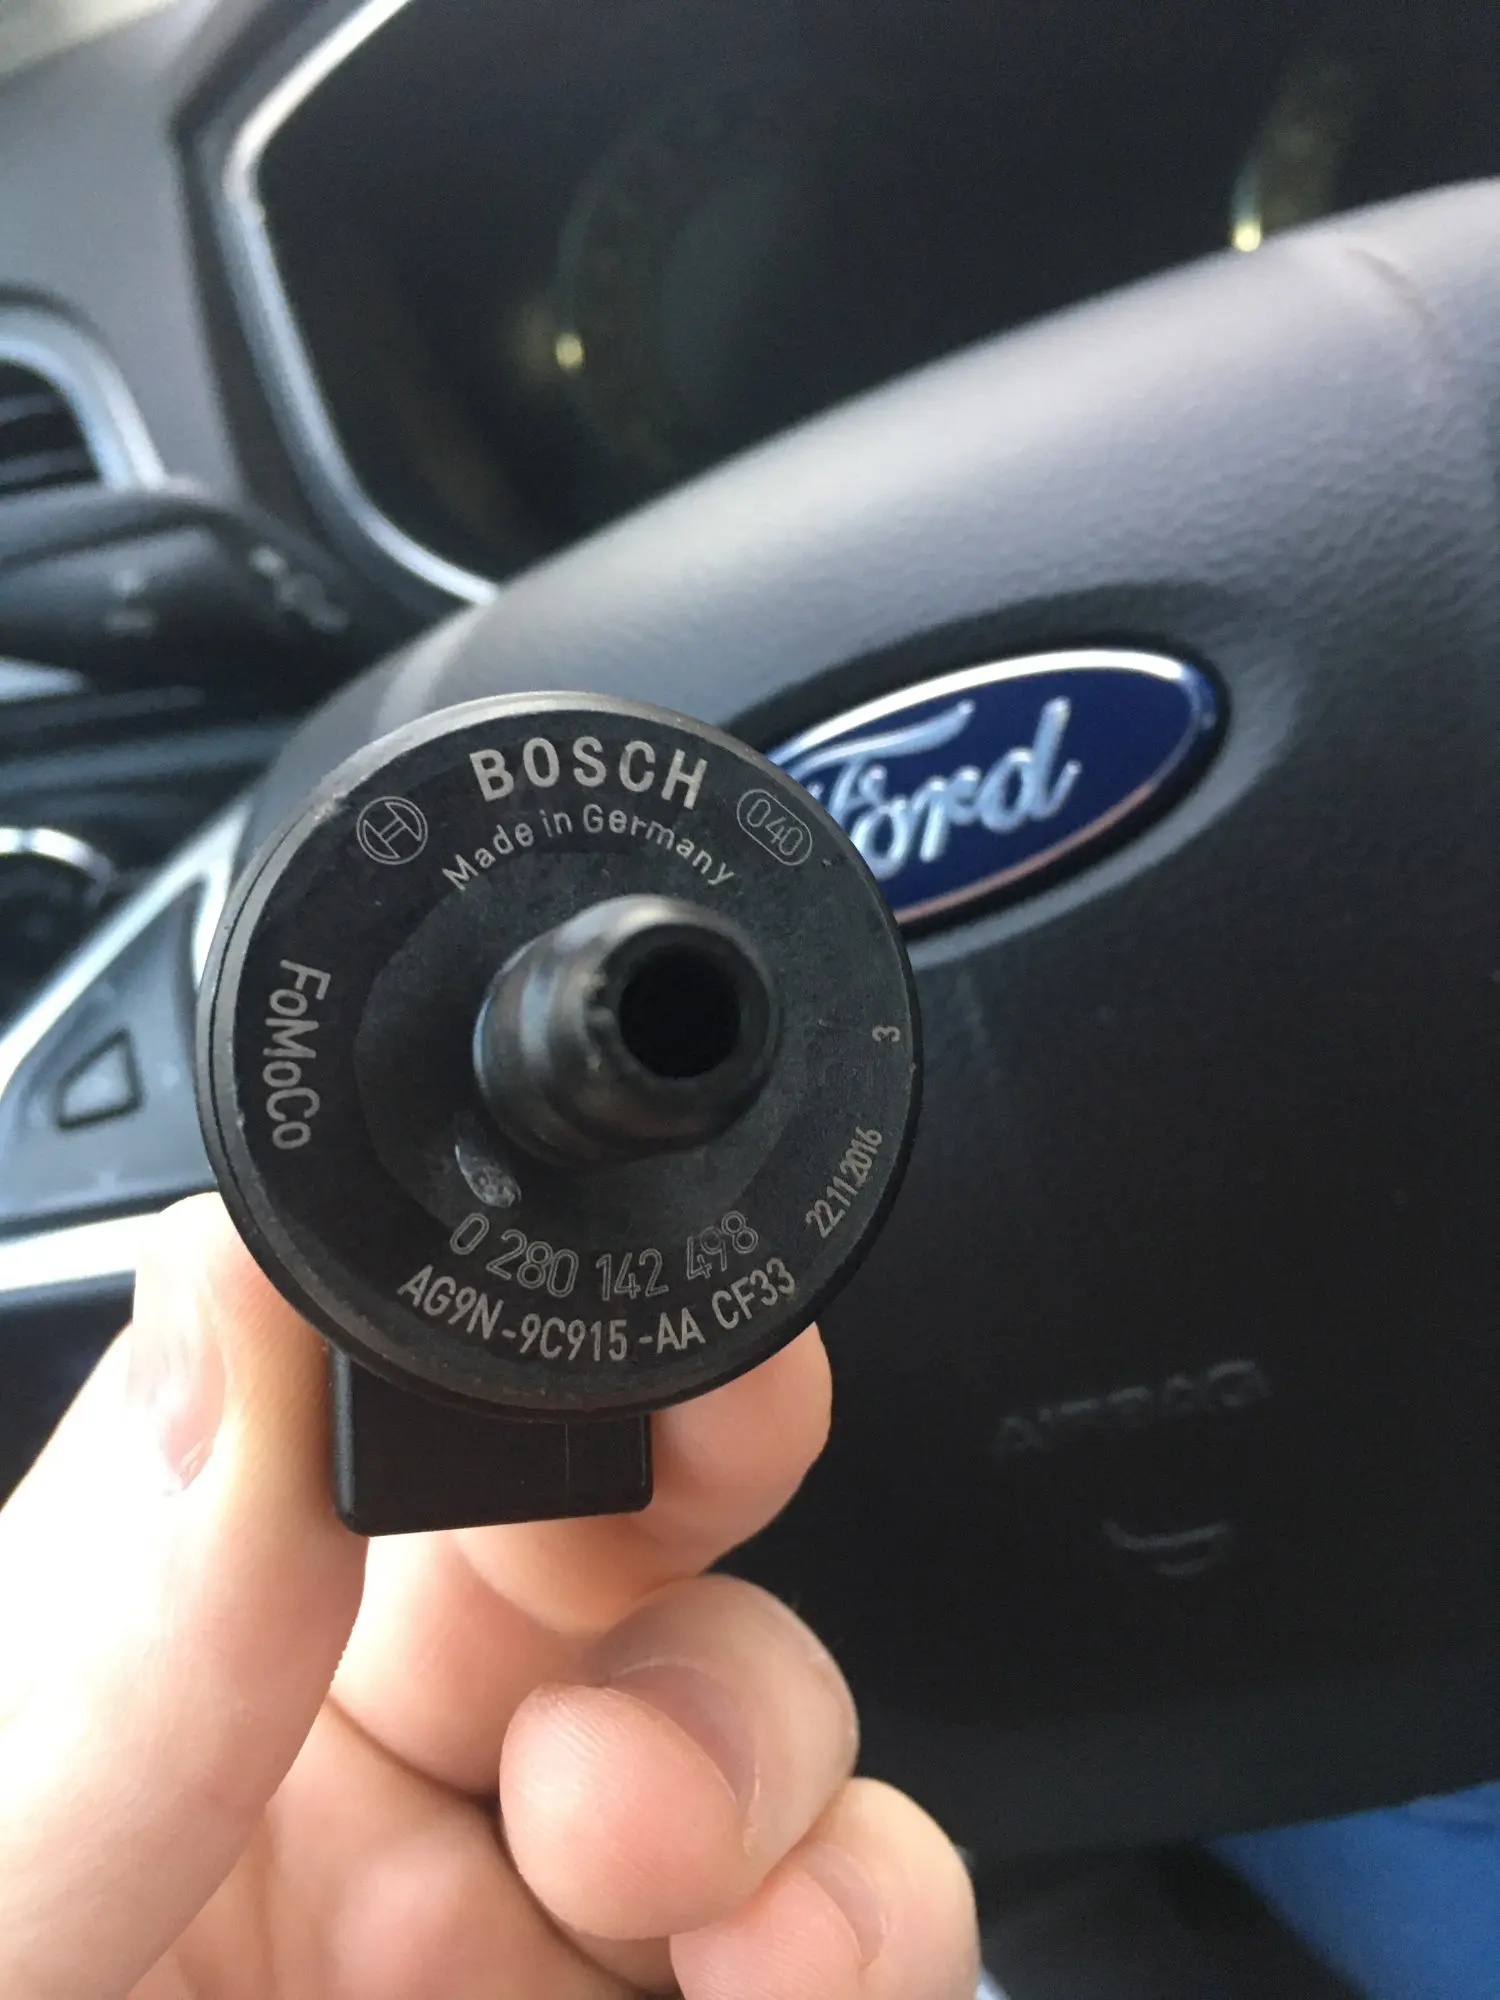 BOSCH
Made in Germany
040
FoMoCo
3
22.11.2016
0 280 142 498
AG9N-9C915-AA CF33
Ford
AIRBAG